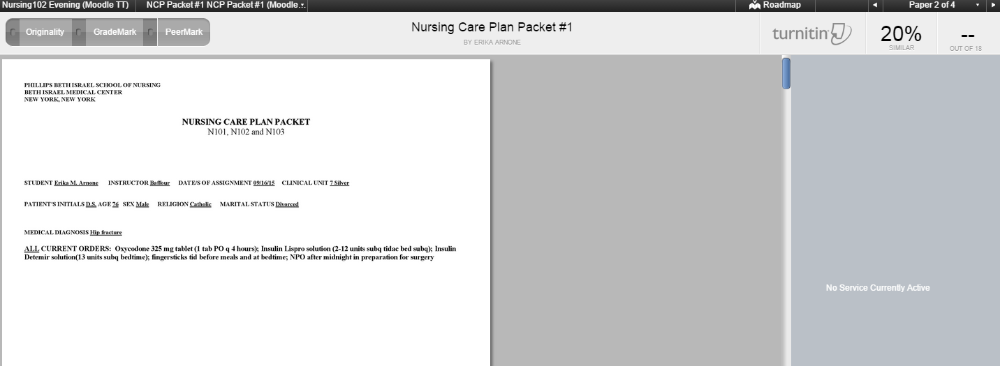 Nursing102 Evening (Moodle TT) NCP Packet#1 NCP Packet#1 (Moodle... Roadmap Paper 2 of 4
Originality GradeMark PeerMark
Nursing Care Plan Packet #1
BY ERIKA ARNONE
turnitin
20%
SIMILAR
--
OUT OF 18
PHILLIPS BETH ISRAEL SCHOOL OF NURSING
BETH ISRAEL MEDICAL CENTER
NEW YORK, NEW YORK
NURSING CARE PLAN PACKET
N101, N102 and N103
STUDENT Erika M. Arnone INSTRUCTOR Baffour DATE/S OF ASSIGNMENT 09/16/15 CLINICAL UNIT 7 Silver
PATIENT'S INITIALS D.S. AGE 76 SEX Male RELIGION Catholic MARITAL STATUS Divorced
MEDICAL DIAGNOSIS Hip fracture
ALL CURRENT ORDERS: Oxycodone 325 mg tablet (1 tab PO q 4 hours); Insulin Lispro solution (2-12 units subq tidac bed subq); Insulin
Detemir solution(13 units subq bedtime); fingersticks tid before meals and at bedtime; NPO after midnight in preparation for surgery
No Service Currently Active